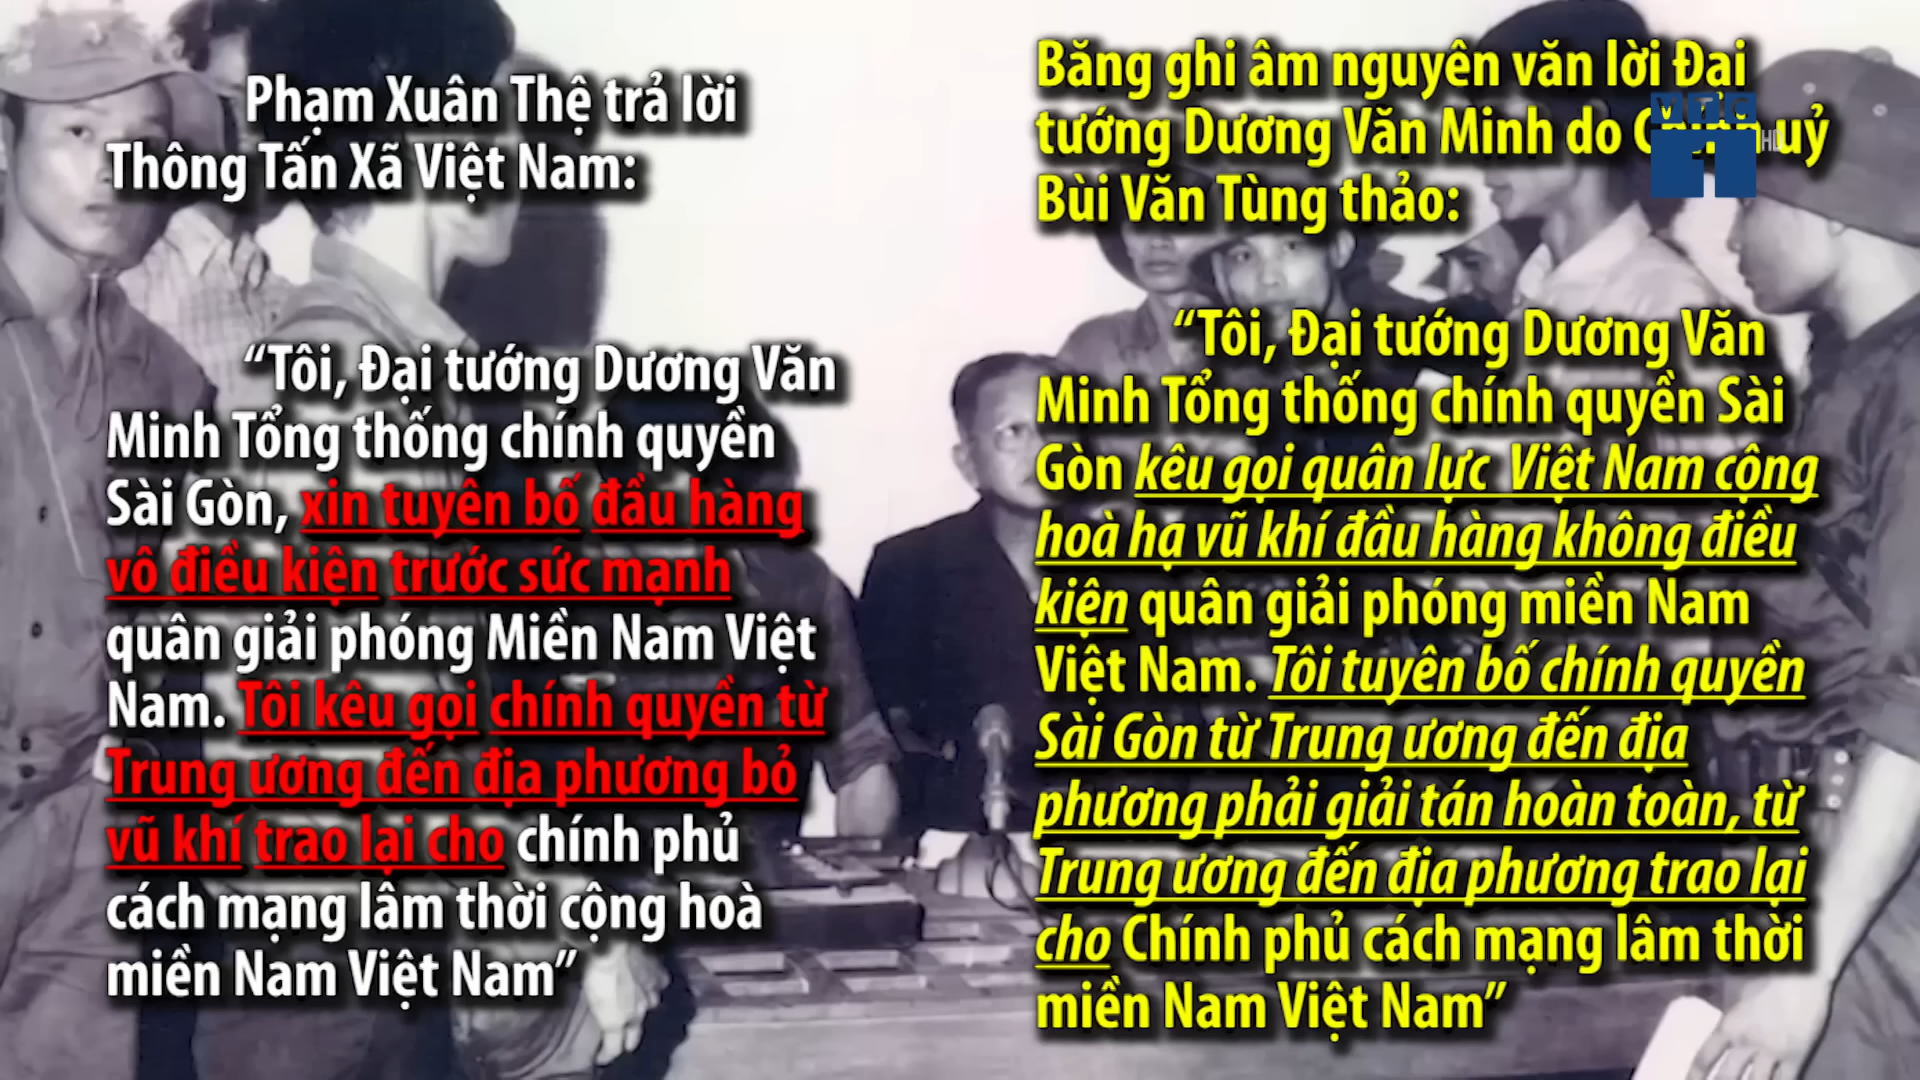 Phạm Xuân Thệ trả lời
Thông Tấn Xã Việt Nam:
“Tôi, Đại tướng Dương Văn
Minh Tổng thống chính quyền
Sài Gòn, xin tuyên bố đầu hàng
vô điều kiện trước sức mạnh
quân giải phóng Miền Nam Việt
Nam. Tôi kêu gọi chính quyền từ
Trung ương đến địa phương bỏ
vũ khí trao lại cho chính phủ
cách mạng lâm thời cộng hoà
miền Nam Việt Nam”
Băng ghi âm nguyên văn lời Đại
tướng Dương Văn Minh do uỷ
Bùi Văn Tùng thảo:
“Tôi, Đại tướng Dương Văn
Minh Tổng thống chính quyền Sài
Gòn kêu gọi quân lực Việt Nam cộng
hoà hạ vũ khí đầu hàng không điều
kiện quân giải phóng miền Nam
Việt Nam. Tôi tuyên bố chính quyền
Sài Gòn từ Trung ương đến địa
phương phải giải tán hoàn toàn, từ
Trung ương đến địa phương trao lại
cho Chính phủ cách mạng lâm thời
miền Nam Việt Nam”
VTC
1 HD